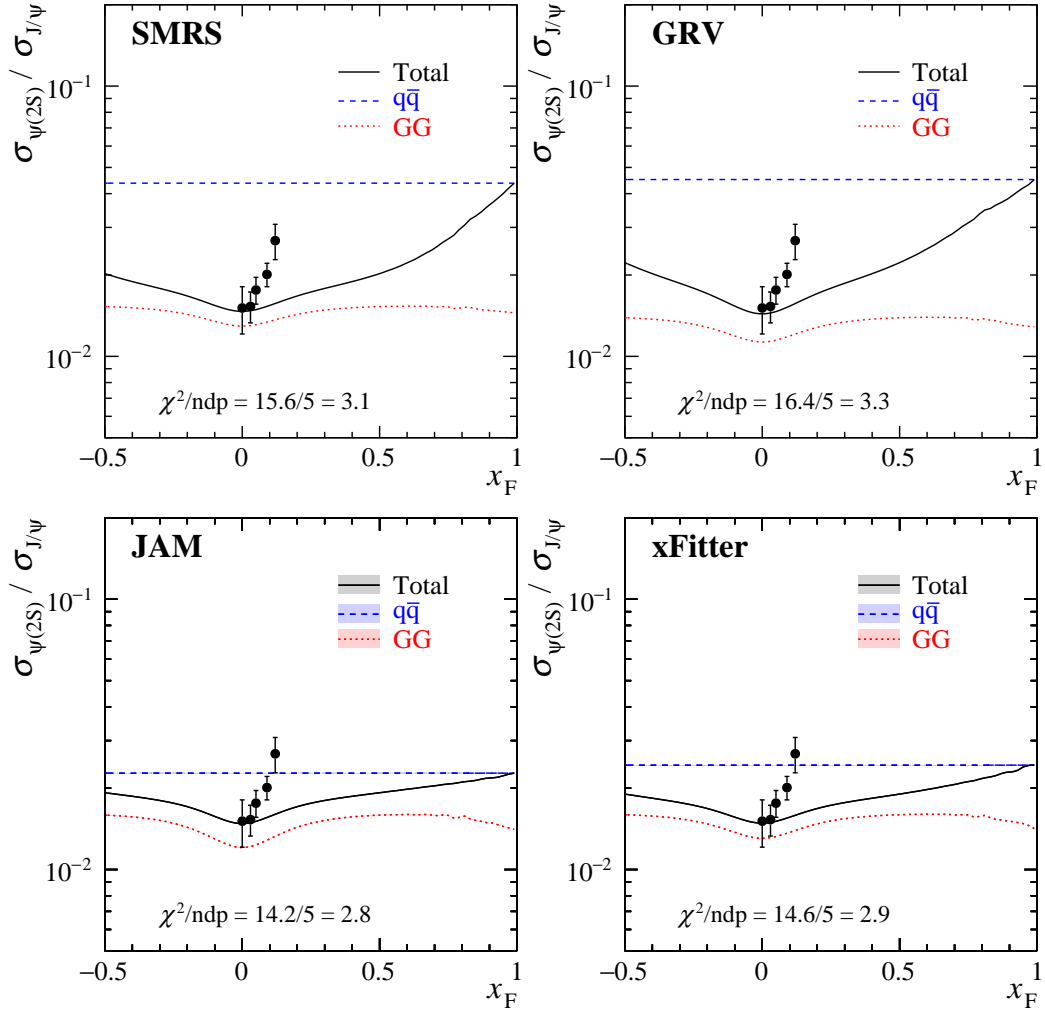 SMRS
σψ(2S) / σJ/ψ
Total
qq̄
GG
10⁻¹
10⁻²
χ²/ndp = 15.6/5 = 3.1
−0.5 0 0.5 1
xF
GRV
σψ(2S) / σJ/ψ
Total
qq̄
GG
10⁻¹
10⁻²
χ²/ndp = 16.4/5 = 3.3
−0.5 0 0.5 1
xF
JAM
σψ(2S) / σJ/ψ
Total
qq̄
GG
10⁻¹
10⁻²
χ²/ndp = 14.2/5 = 2.8
−0.5 0 0.5 1
xF
xFitter
σψ(2S) / σJ/ψ
Total
qq̄
GG
10⁻¹
10⁻²
χ²/ndp = 14.6/5 = 2.9
−0.5 0 0.5 1
xF